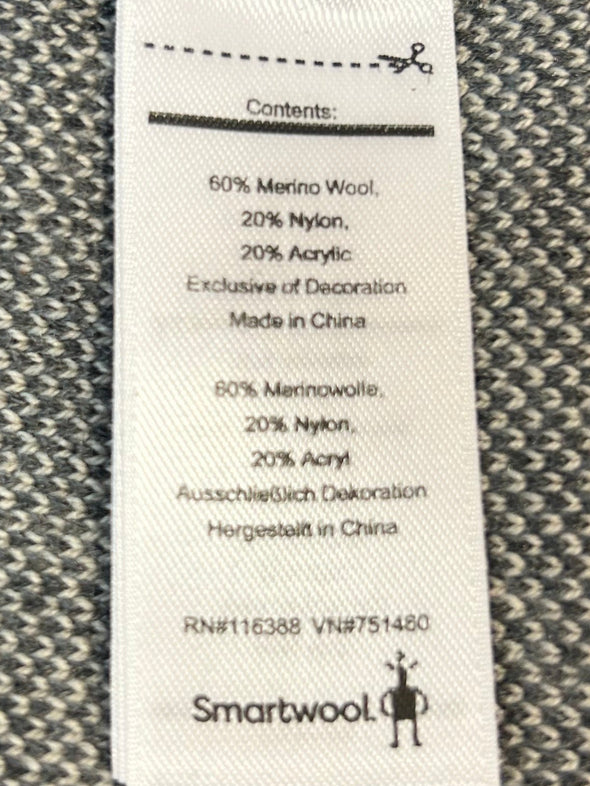 Contents:
60% Merino Wool,
20% Nylon,
20% Acrylic
Exclusive of Decoration
Made in China
60% Merinowolle,
20% Nylon,
20% Acryl
Ausschließlich Dekoration
Hergestellt in China
RN#116388 VN#751480
Smartwool.